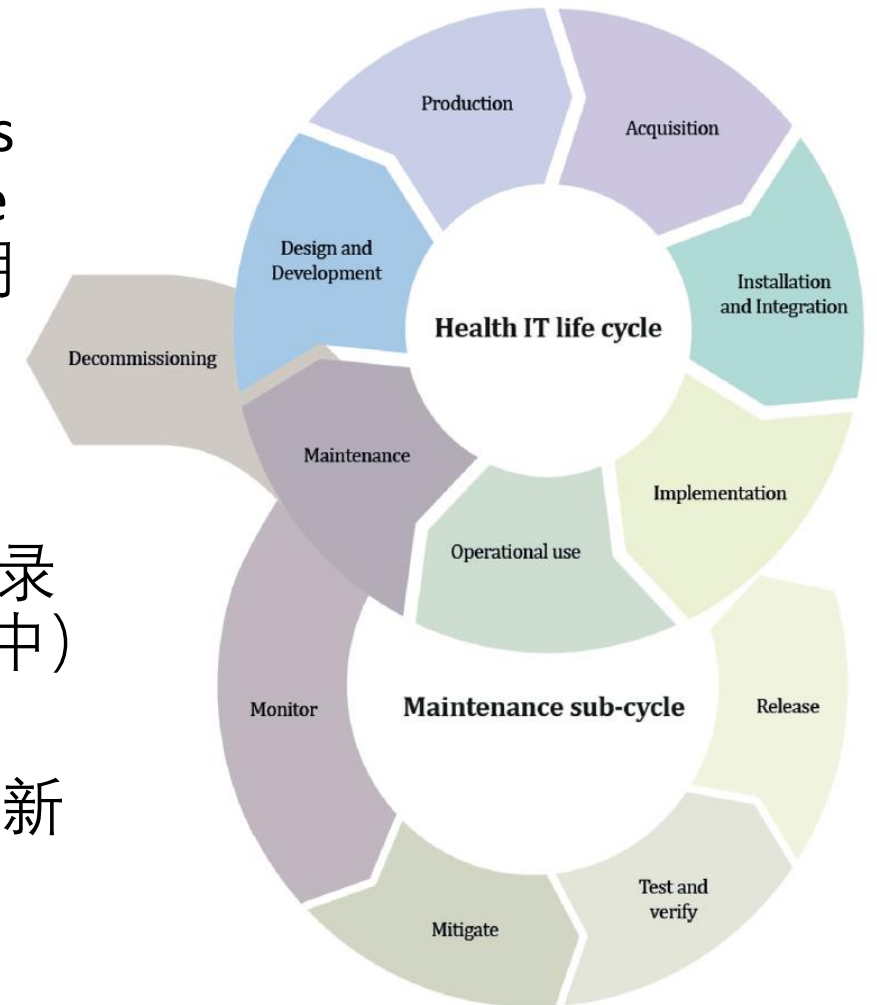 s
e
期
录
中）
新
Production
Acquisition
Design and
Development
Installation
and Integration
Health IT life cycle
Decommissioning
Maintenance
Implementation
Operational use
Monitor
Maintenance sub-cycle
Release
Test and
verify
Mitigate